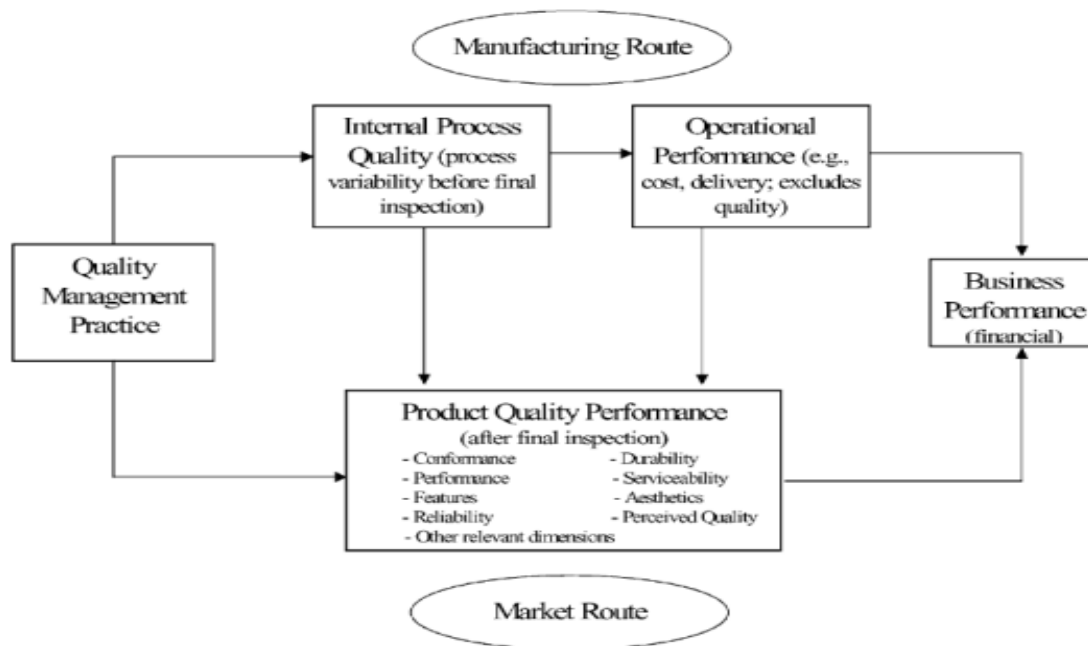 Manufacturing Route
Internal Process
Quality (process
variability before final
inspection)
Operational
Performance (e.g.,
cost, delivery; excludes
quality)
Quality
Management
Practice
Business
Performance
(financial)
Product Quality Performance
(after final inspection)
- Conformance
- Durability
- Performance
- Serviceability
- Features
- Aesthetics
- Reliability
- Perceived Quality
- Other relevant dimensions
Market Route